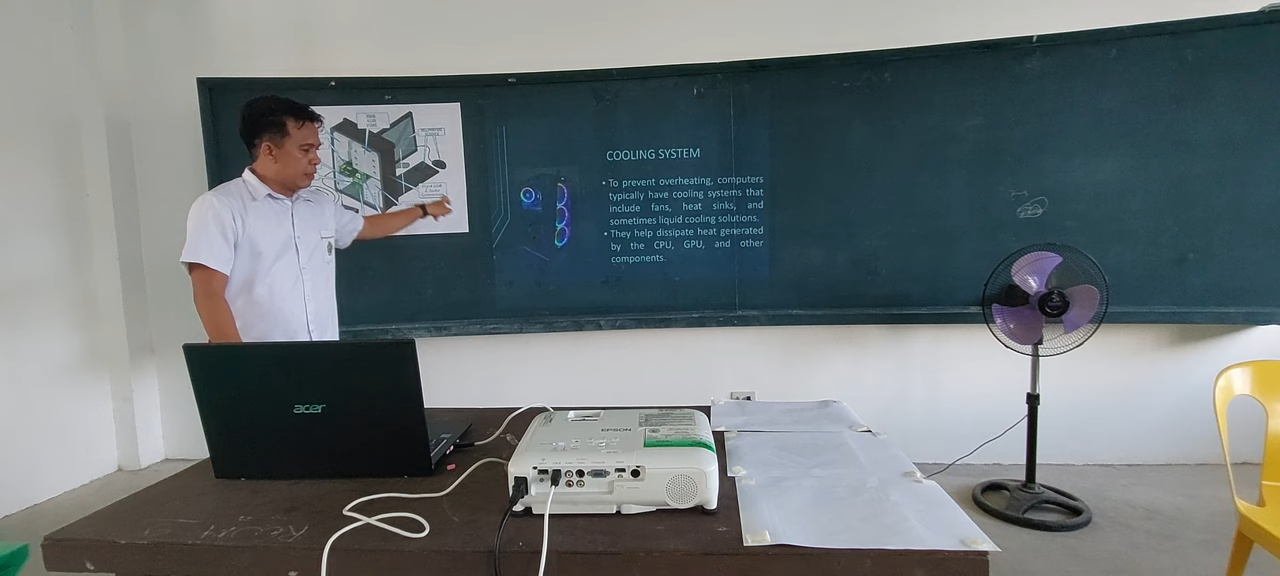 COOLING SYSTEM
• To prevent overheating, computers
typically have cooling systems that
include fans, heat sinks, and
sometimes liquid cooling solutions.
• They help dissipate heat generated
by the CPU, GPU, and other
components.
acer
EPSON